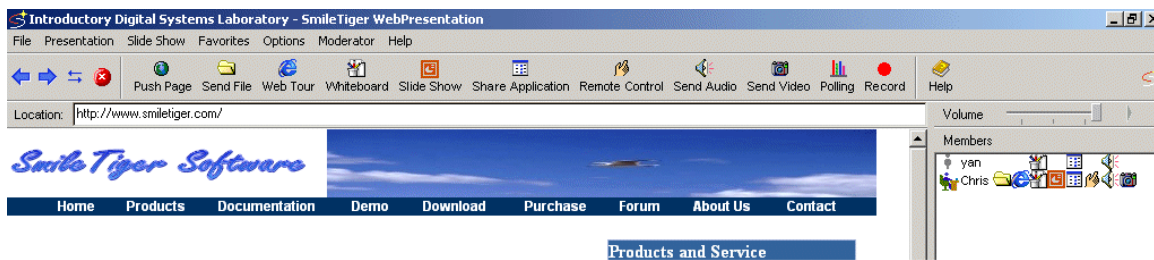 Introductory Digital Systems Laboratory - SmileTiger WebPresentation
File Presentation Slide Show Favorites Options Moderator Help
Push Page Send File Web Tour Whiteboard Slide Show Share Application Remote Control Send Audio Send Video Polling Record Help
Location: http://www.smiletiger.com/ Volume
Members
Smile Tiger Software
yan
Chris
Home Products Documentation Demo Download Purchase Forum About Us Contact
Products and Service